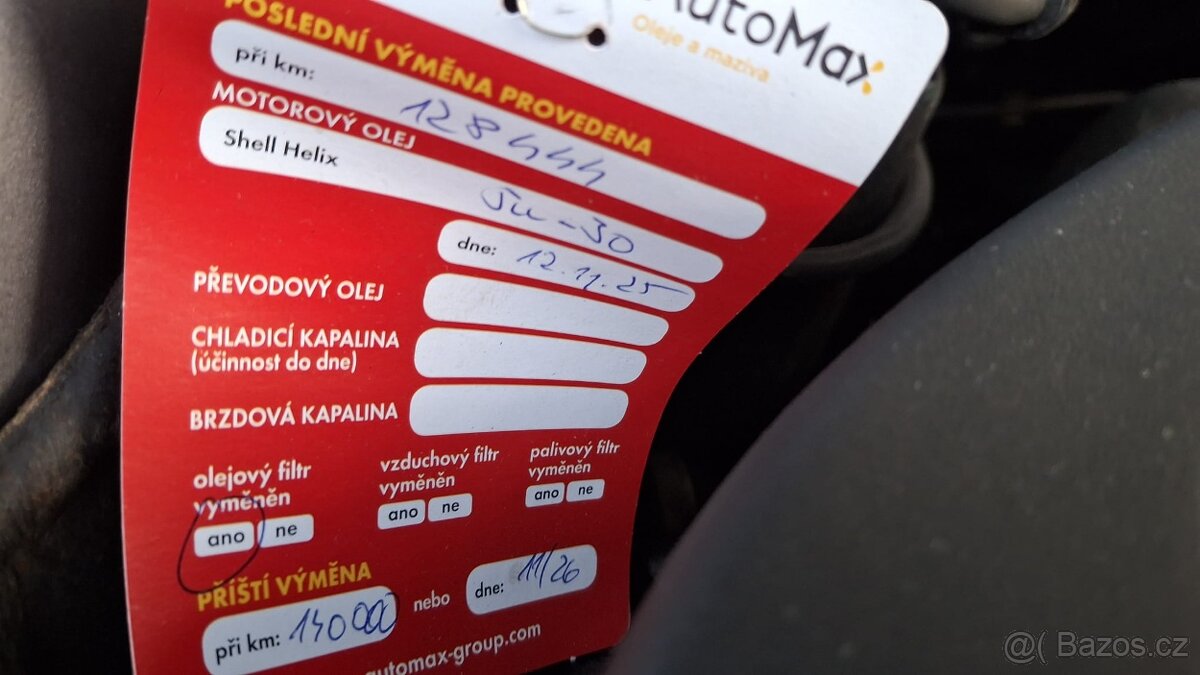 AutoMax
Oleje a maziva
POSLEDNÍ VÝMĚNA PROVEDENA
při km: 128444
MOTOROVÝ OLEJ
Shell Helix 5W-30
dne: 12.11.25
PŘEVODOVÝ OLEJ
CHLADICÍ KAPALINA
(účinnost do dne)
BRZDOVÁ KAPALINA
olejový filtr vyměněn
ano ne
vzduchový filtr vyměněn
ano ne
palivový filtr vyměněn
ano ne
PŘÍŠTÍ VÝMĚNA
při km: 140000 nebo dne: 11/26
automax-group.com
@( Bazos.cz